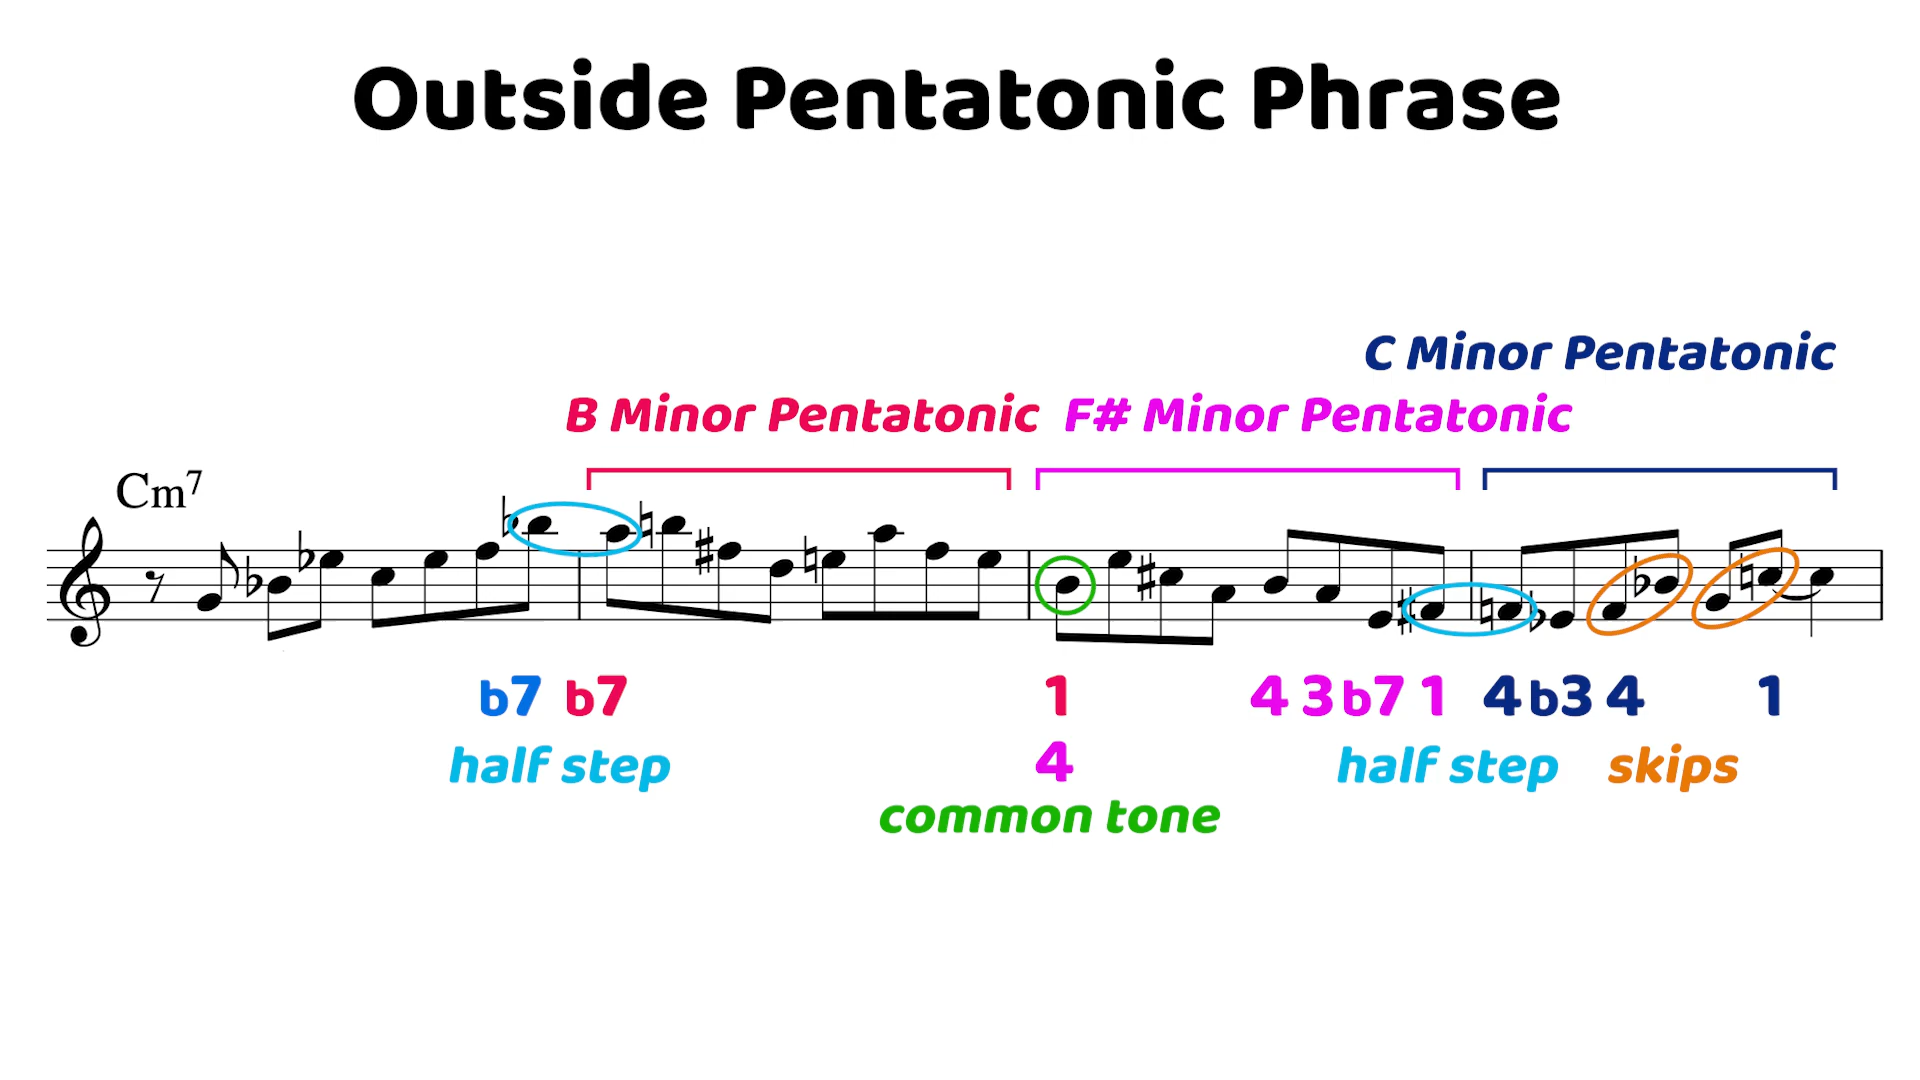 Outside Pentatonic Phrase
C Minor Pentatonic
B Minor Pentatonic F# Minor Pentatonic
Cm7
b7 b7 1 4 3 b7 1 4 b3 4 1
half step 4 half step skips
common tone